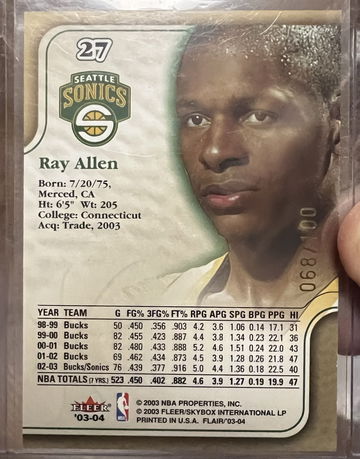 27
SEATTLE
SONICS
Ray Allen
Born: 7/20/75,
Merced, CA
Ht: 6'5" Wt: 205
College: Connecticut
Acq: Trade, 2003
068/100
YEAR TEAM G FG% 3FG% FT% RPG APG SPG BPG PPG HI
98-99 Bucks 50 .450 .356 .903 4.2 3.6 1.06 0.14 17.1 31
99-00 Bucks 82 .455 .423 .887 4.4 3.8 1.34 0.23 22.1 36
00-01 Bucks 82 .480 .433 .888 5.2 4.6 1.51 0.24 22.0 43
01-02 Bucks 69 .462 .434 .873 4.5 3.9 1.26 0.26 21.8 47
02-03 Bucks/Sonics 76 .439 .377 .916 5.0 4.4 1.36 0.18 22.5 40
NBA TOTALS (7 YRS.) 523 .450 .402 .882 4.6 3.9 1.27 0.19 19.9 47
FLEER
'03-04
NBA
© 2003 NBA PROPERTIES, INC.
© 2003 FLEER/SKYBOX INTERNATIONAL LP
PRINTED IN U.S.A. FLAIR/'03-04